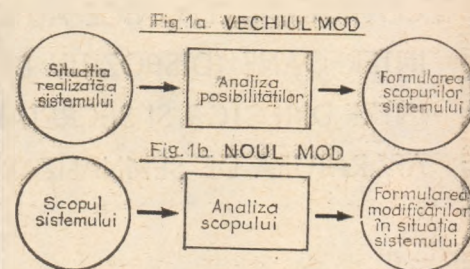 Fig. 1a VECHIUL MOD
Situația
realizată a
sistemului
Analiza
posibilităților
Formularea
scopurilor
sistemului
Fig. 1b NOUL MOD
Scopul
sistemului
Analiza
scopului
Formularea
modificărilor
în situația
sistemului